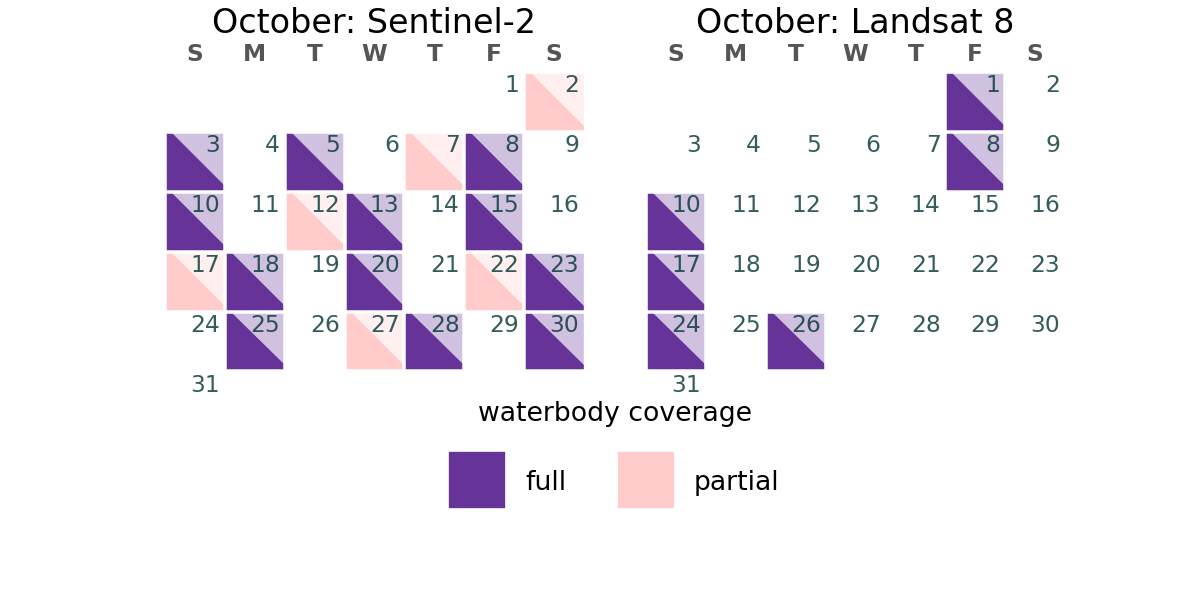 October: Sentinel-2
S M T W T F S
1 2
3 4 5 6 7 8 9
10 11 12 13 14 15 16
17 18 19 20 21 22 23
24 25 26 27 28 29 30
31
October: Landsat 8
S M T W T F S
1 2
3 4 5 6 7 8 9
10 11 12 13 14 15 16
17 18 19 20 21 22 23
24 25 26 27 28 29 30
31
waterbody coverage
full partial